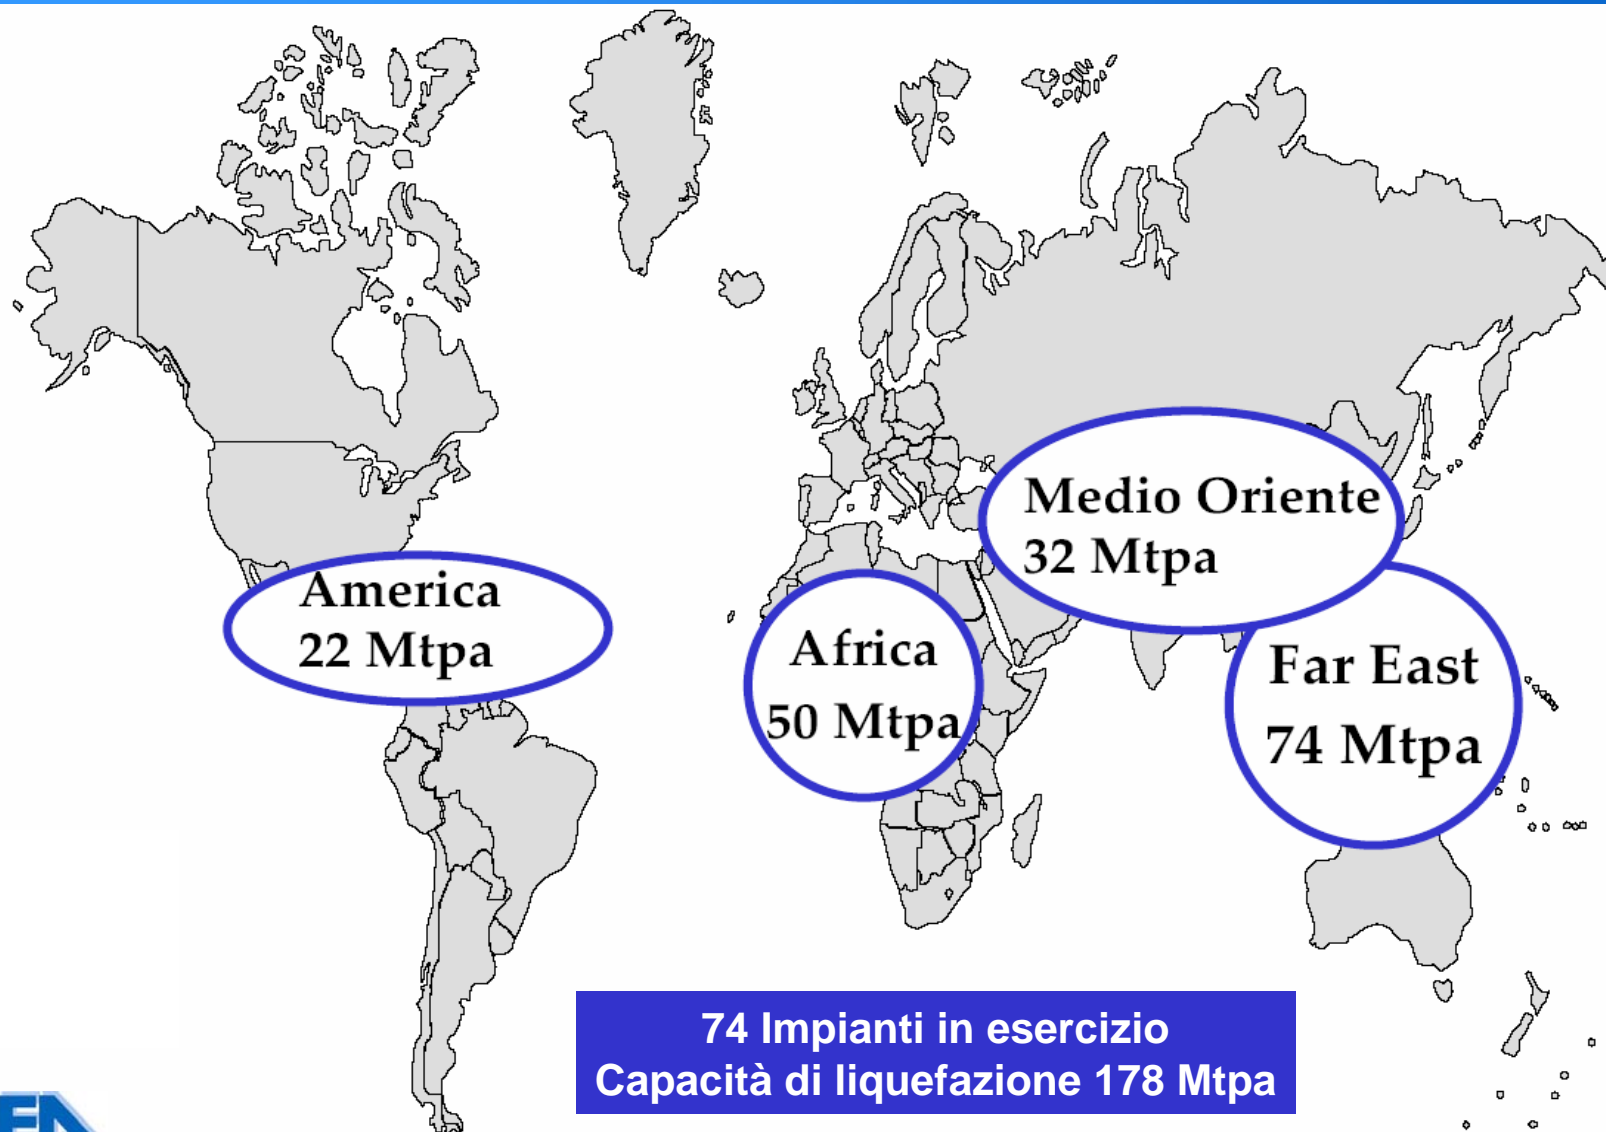 America
22 Mtpa
Africa
50 Mtpa
Medio Oriente
32 Mtpa
Far East
74 Mtpa
74 Impianti in esercizio
Capacità di liquefazione 178 Mtpa